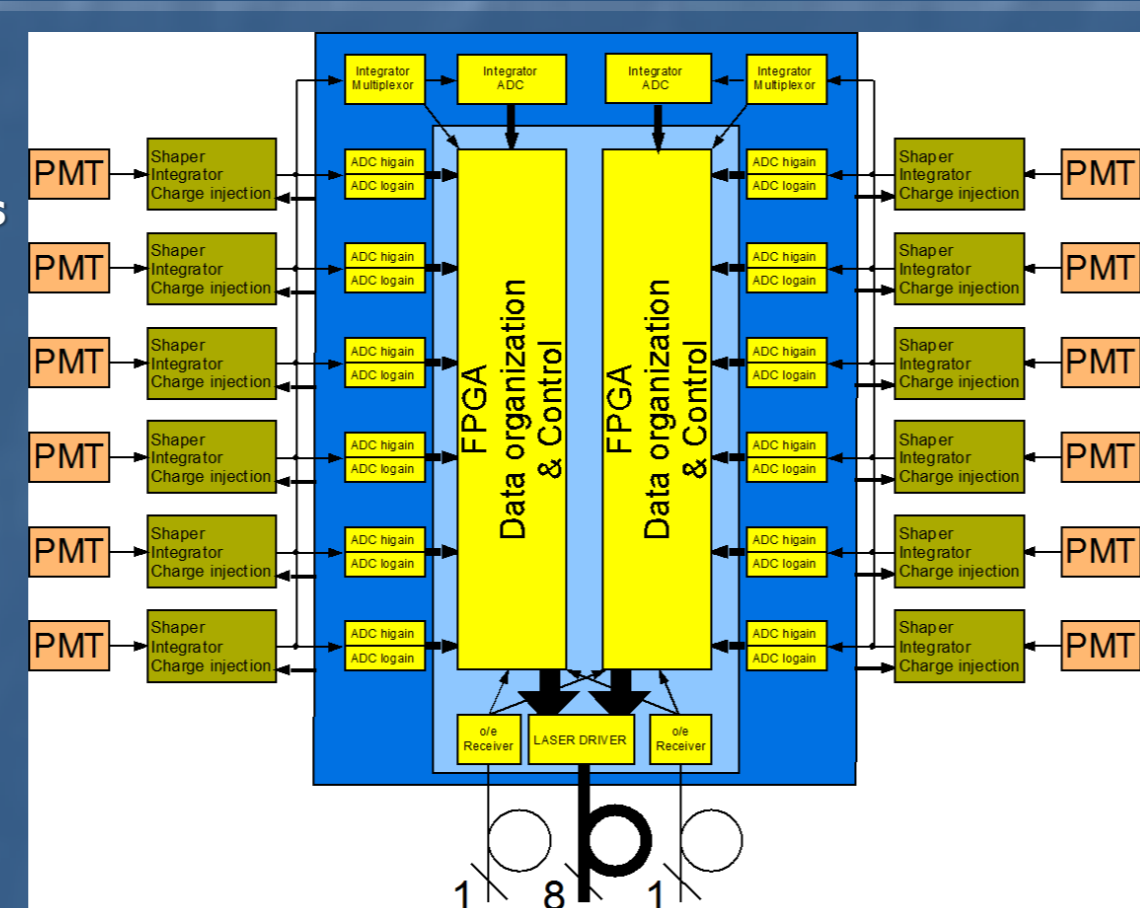 Integrator
Multiplexor
Integrator
ADC
Integrator
ADC
Integrator
Multiplexor
PMT
Shaper
Integrator
Charge injection
ADC higain
ADC logain
ADC higain
ADC logain
Shaper
Integrator
Charge injection
PMT
s
PMT
Shaper
Integrator
Charge injection
ADC higain
ADC logain
ADC higain
ADC logain
Shaper
Integrator
Charge injection
PMT
PMT
Shaper
Integrator
Charge injection
ADC higain
ADC logain
ADC higain
ADC logain
Shaper
Integrator
Charge injection
PMT
FPGA
Data organization
& Control
FPGA
Data organization
& Control
PMT
Shaper
Integrator
Charge injection
ADC higain
ADC logain
ADC higain
ADC logain
Shaper
Integrator
Charge injection
PMT
PMT
Shaper
Integrator
Charge injection
ADC higain
ADC logain
ADC higain
ADC logain
Shaper
Integrator
Charge injection
PMT
PMT
Shaper
Integrator
Charge injection
ADC higain
ADC logain
ADC higain
ADC logain
Shaper
Integrator
Charge injection
PMT
o/e
Receiver
LASER DRIVER
o/e
Receiver
1
8
1